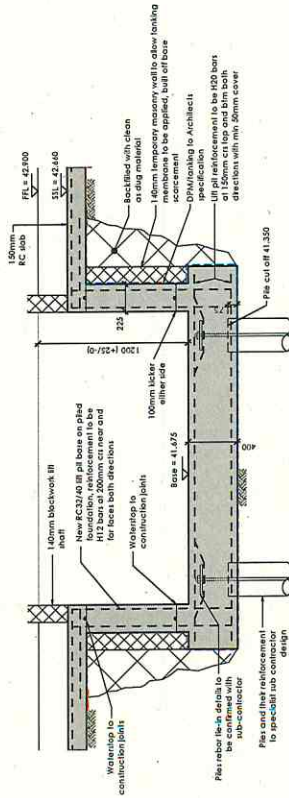 140mm blockwork lift
shaft
New RC32/40 lift pit base on piled
foundation, reinforcement to be
H12 bars at 200mm crs near and
far faces both directions
Waterstop to
construction joints
Waterstop to
construction joints
Piles rebar tie-in details to
be confirmed with
sub-contractor
Piles and their reinforcement
to specialist sub contractor
design
Base = 41.675
400
75
1200 (+25/-0)
225
100mm kicker
either side
150mm
RC slab
FFL = 42.900
SSL = 42.660
Backfilled with clean
as dug material
140mm temporary masonry wall to allow tanking
membrane to be applied, built off base
scarcement
DPM/tanking to Architects
specification
Lift pit reinforcement to be H20 bars
at 150mm crs top and btm both
directions with min 50mm cover
Pile cut off 41.350